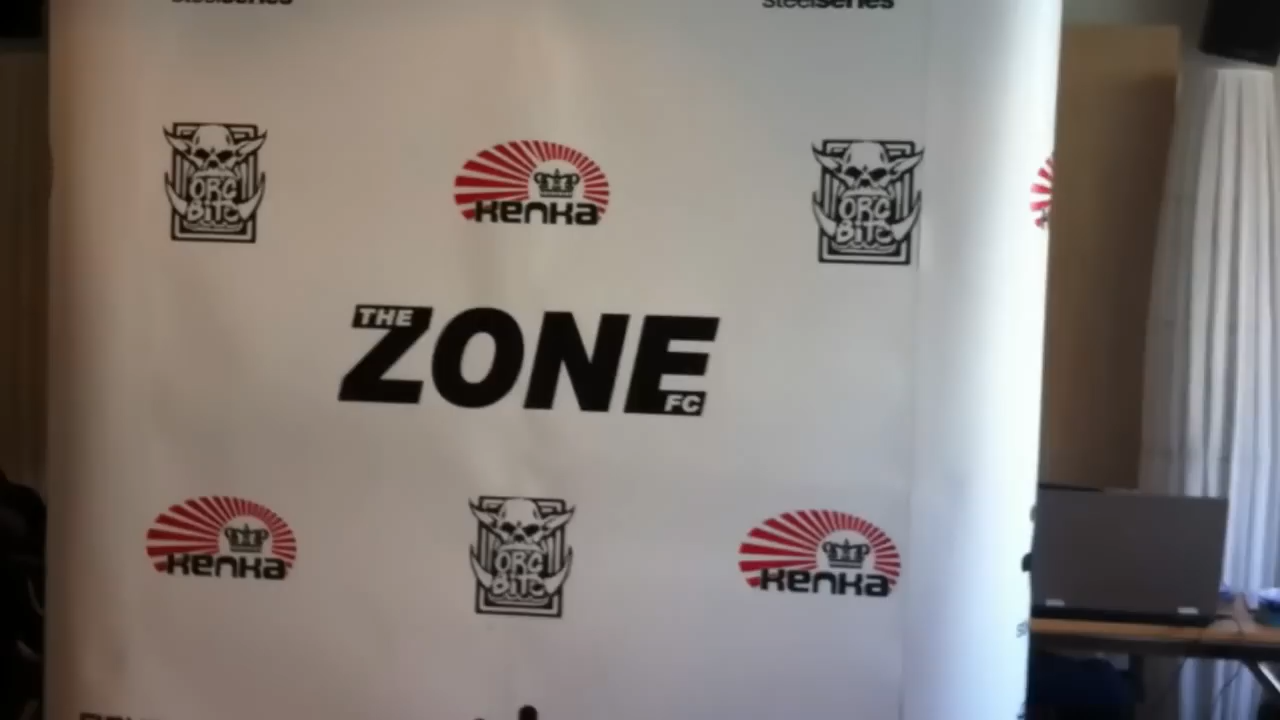 steelseries
steelseries
ORC
BITE
KENKA
ORC
BITE
THE
ZONE
FC
KENKA
ORC
BITE
KENKA